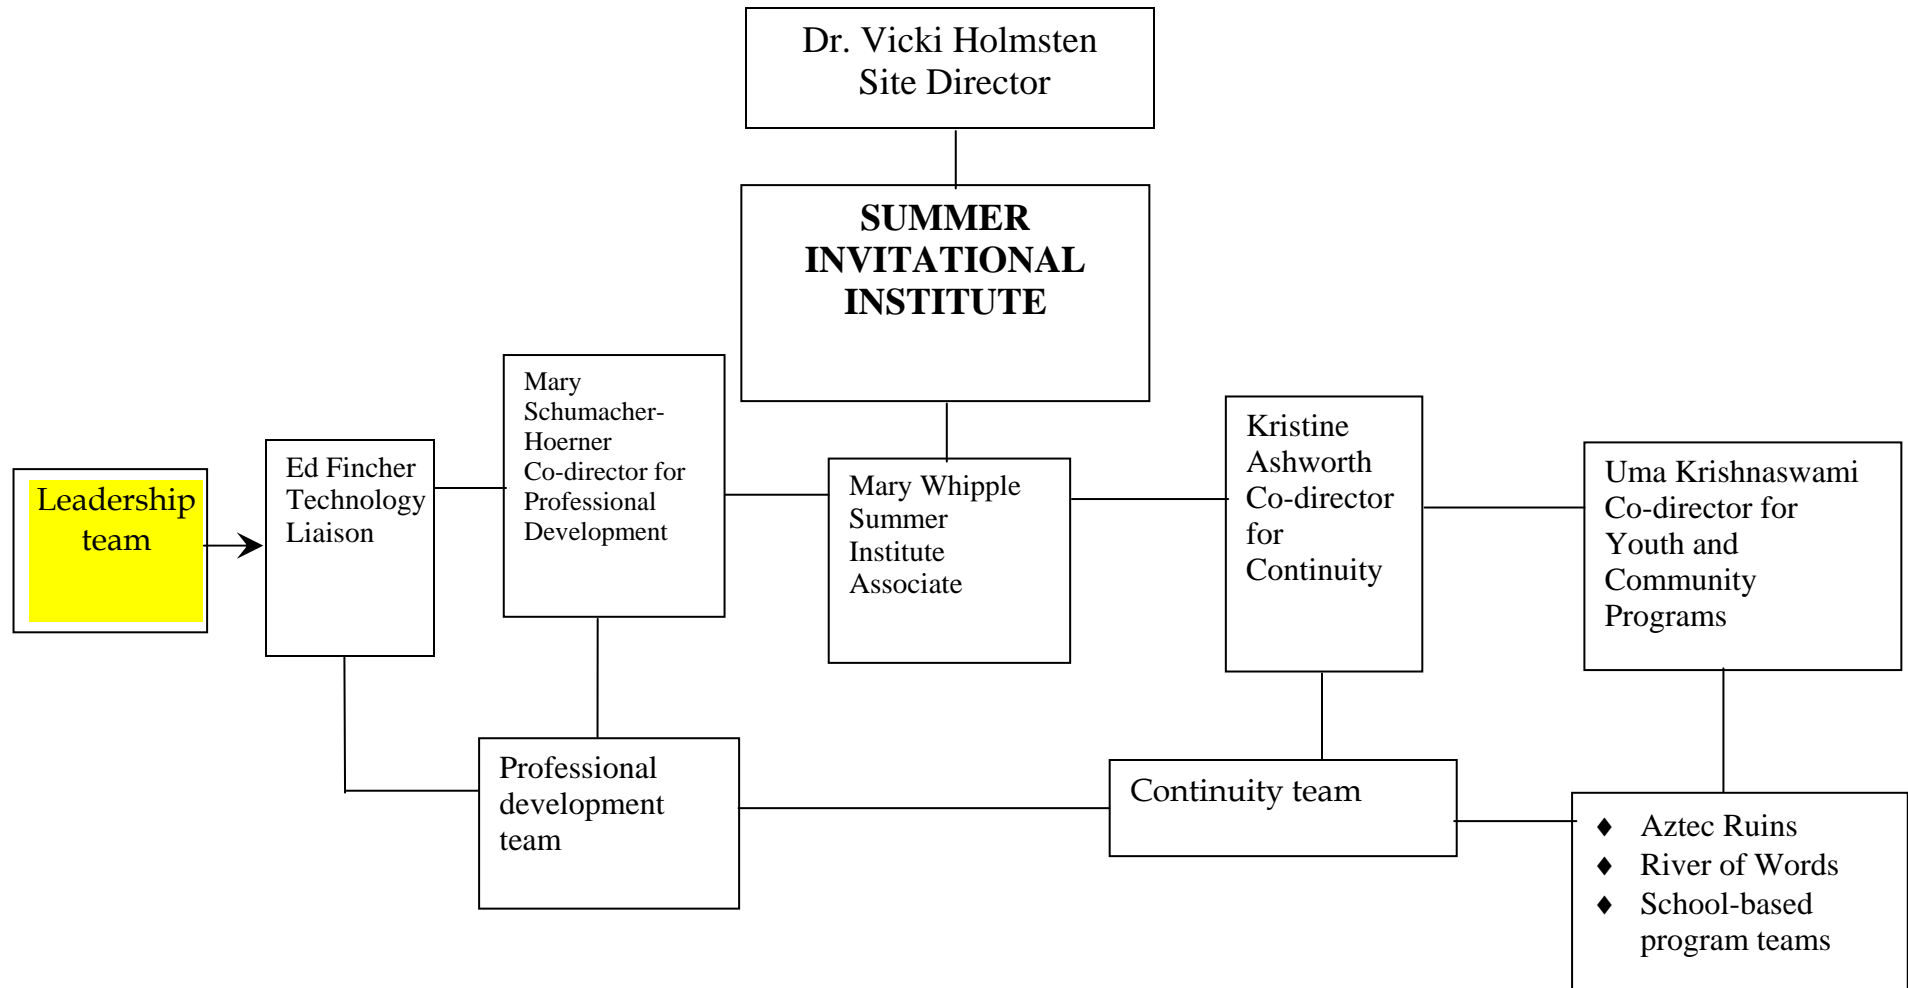 Dr. Vicki Holmsten
Site Director
SUMMER
INVITATIONAL
INSTITUTE
Leadership
team
Ed Fincher
Technology
Liaison
Mary
Schumacher-
Hoerner
Co-director for
Professional
Development
Mary Whipple
Summer
Institute
Associate
Kristine
Ashworth
Co-director
for
Continuity
Uma Krishnaswami
Co-director for
Youth and
Community
Programs
Professional
development
team
Continuity team
♦ Aztec Ruins
♦ River of Words
♦ School-based
program teams